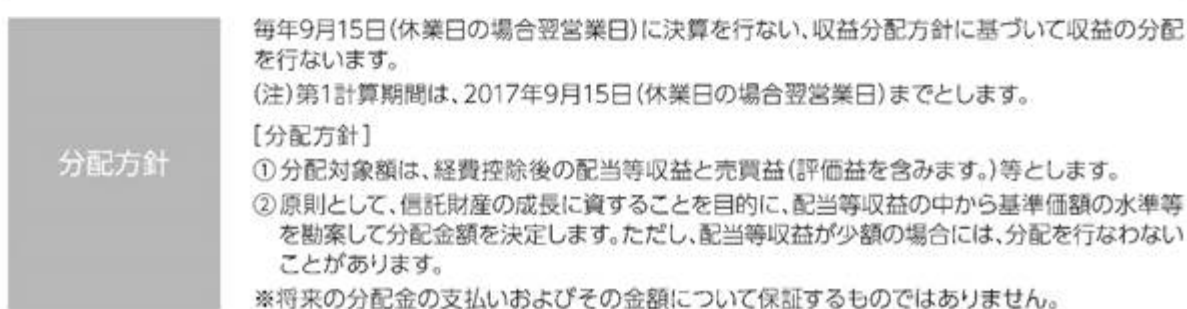 分配方針
毎年9月15日(休業日の場合翌営業日)に決算を行ない、収益分配方針に基づいて収益の分配
を行ないます。
(注)第1計算期間は、2017年9月15日(休業日の場合翌営業日)までとします。
[分配方針]
①分配対象額は、経費控除後の配当等収益と売買益(評価益を含みます。)等とします。
②原則として、信託財産の成長に資することを目的に、配当等収益の中から基準価額の水準等
を勘案して分配金額を決定します。ただし、配当等収益が少額の場合には、分配を行なわない
ことがあります。
※将来の分配金の支払いおよびその金額について保証するものではありません。